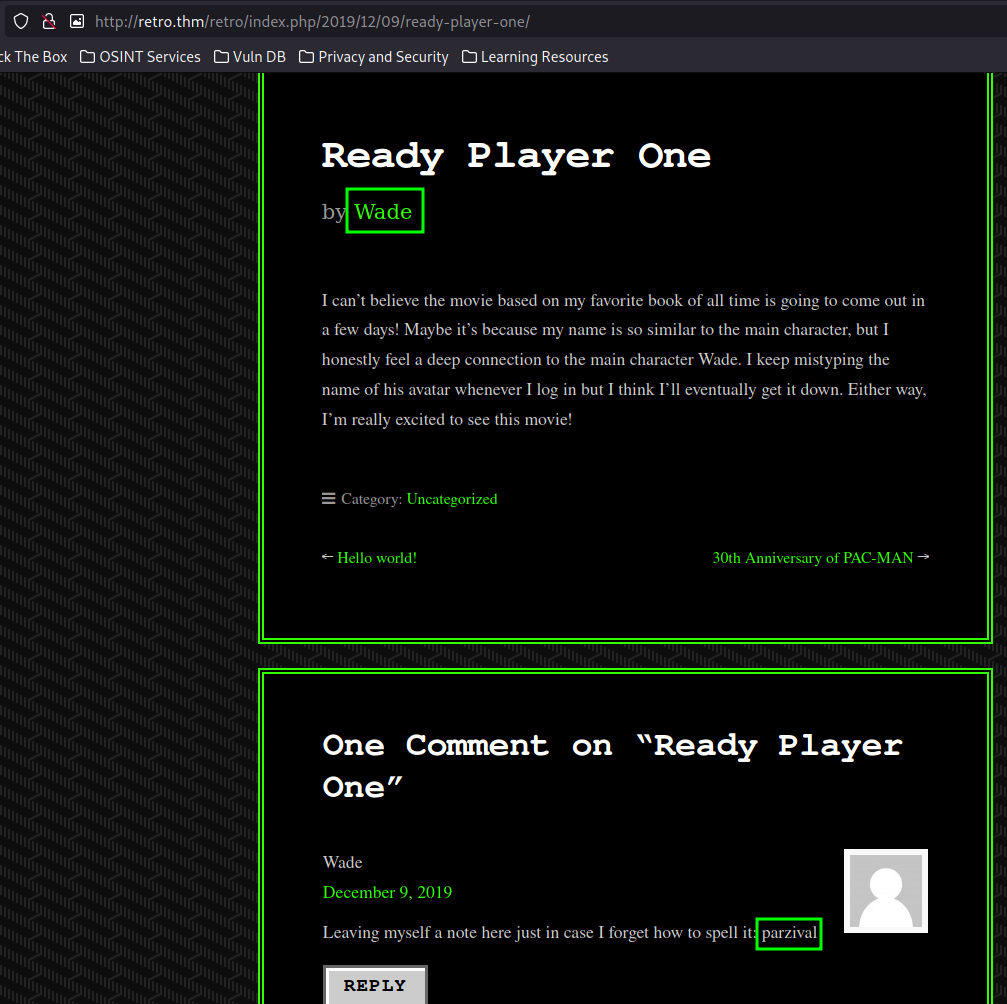 http://retro.thm/retro/index.php/2019/12/09/ready-player-one/
ck The Box OSINT Services Vuln DB Privacy and Security Learning Resources
Ready Player One
by Wade
I can’t believe the movie based on my favorite book of all time is going to come out in
a few days! Maybe it’s because my name is so similar to the main character, but I
honestly feel a deep connection to the main character Wade. I keep mistyping the
name of his avatar whenever I log in but I think I’ll eventually get it down. Either way,
I’m really excited to see this movie!
Category: Uncategorized
← Hello world! 30th Anniversary of PAC-MAN →
One Comment on “Ready Player
One”
Wade
December 9, 2019
Leaving myself a note here just in case I forget how to spell it: parzival
REPLY